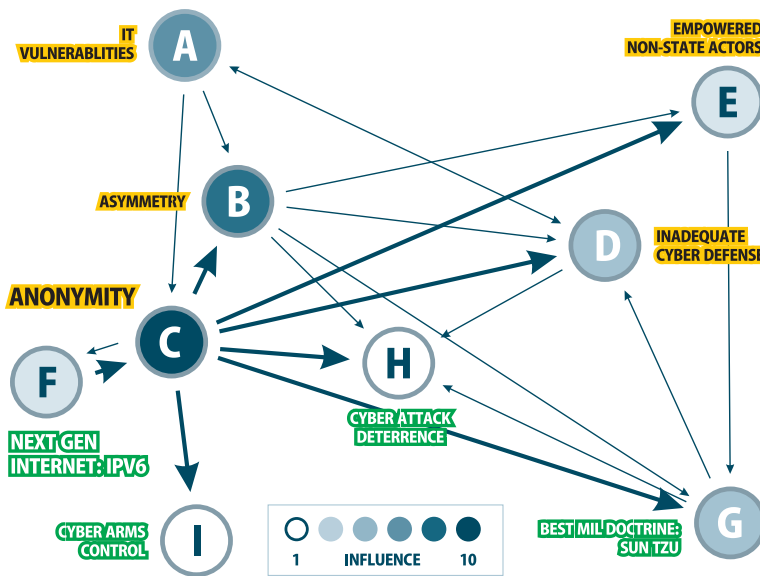 IT
VULNERABLITIES
A
EMPOWERED
NON-STATE ACTORS
E
ASYMMETRY
B
D
INADEQUATE
CYBER DEFENSE
ANONYMITY
C
F
H
NEXT GEN
INTERNET: IPV6
CYBER ATTACK
DETERRENCE
CYBER ARMS
CONTROL
I
1 INFLUENCE 10
BEST MIL DOCTRINE:
SUN TZU
G